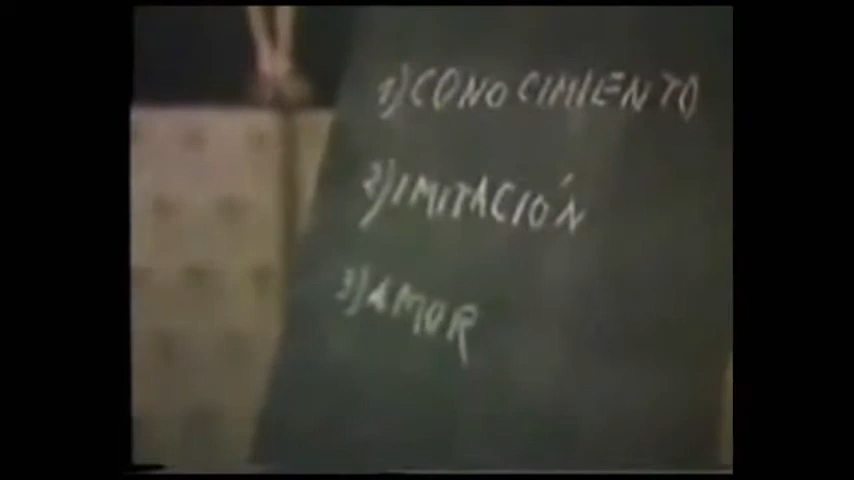 1) CONOCIMIENTO
2) IMITACIÓN
3) AMOR